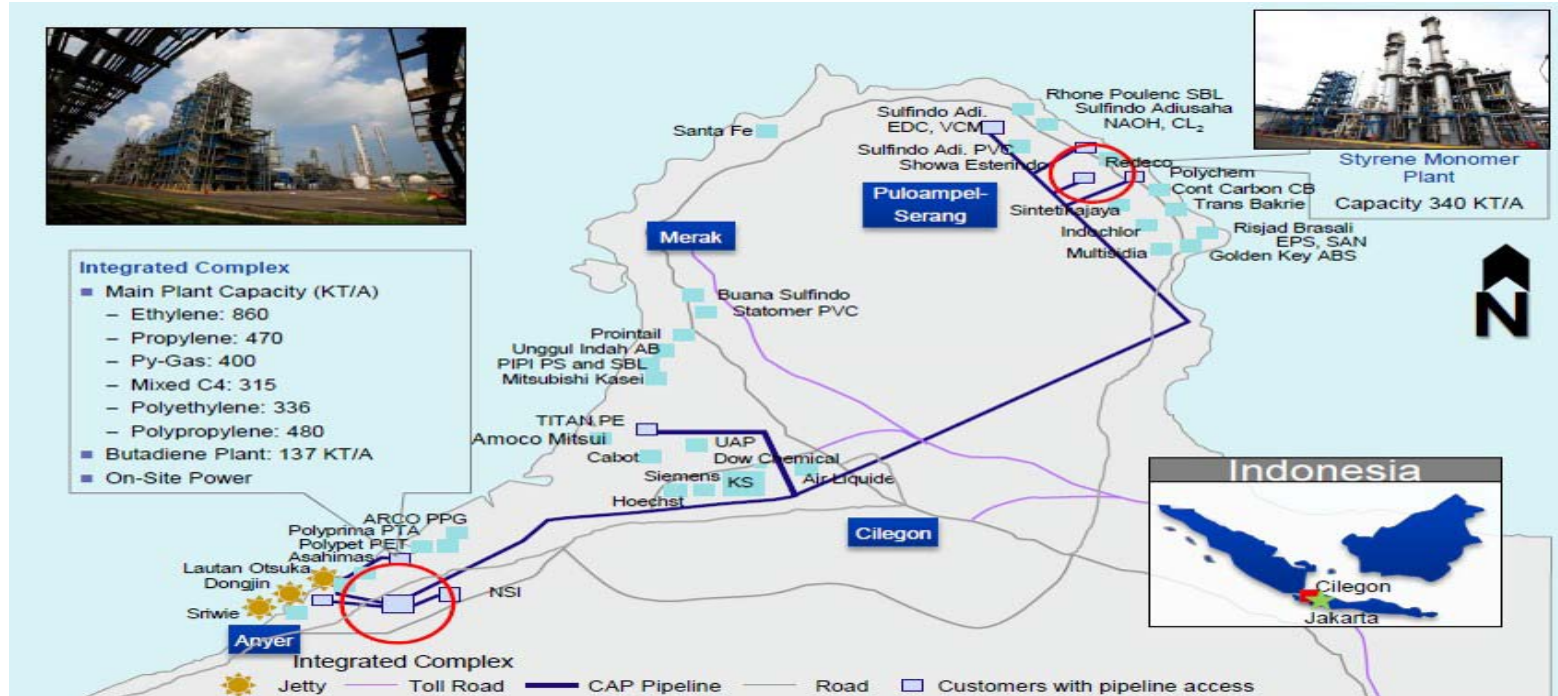 Rhone Poulenc SBL
Sulfindo Adi.
Sulfindo Adiusaha
EDC, VCM
NAOH, CL₂
Santa Fe
Sulfindo Adi. PVC
Showa Esterindo
Redeco
Styrene Monomer
Plant
Capacity 340 KT/A
Polychem
Cont Carbon CB
Trans Bakrie
Puloampel-
Serang
Sintetikajaya
Indochlor
Risjad Brasali
EPS, SAN
Multisidia
Golden Key ABS
Merak
N
Integrated Complex
■ Main Plant Capacity (KT/A)
– Ethylene: 860
– Propylene: 470
– Py-Gas: 400
– Mixed C4: 315
– Polyethylene: 336
– Polypropylene: 480
■ Butadiene Plant: 137 KT/A
■ On-Site Power
Buana Sulfindo
Statomer PVC
Prointail
Unggul Indah AB
PIPI PS and SBL
Mitsubishi Kasei
TITAN PE
Amoco Mitsui
UAP
Cabot
Dow Chemical
Siemens
KS
Air Liquide
Hoechst
Cilegon
ARCO PPG
Polyprima PTA
Polypet PET
Asahimas
Lautan Otsuka
Dongjin
NSI
Sriwie
Anyer
Indonesia
Cilegon
Jakarta
Integrated Complex
Jetty
Toll Road
CAP Pipeline
Road
Customers with pipeline access